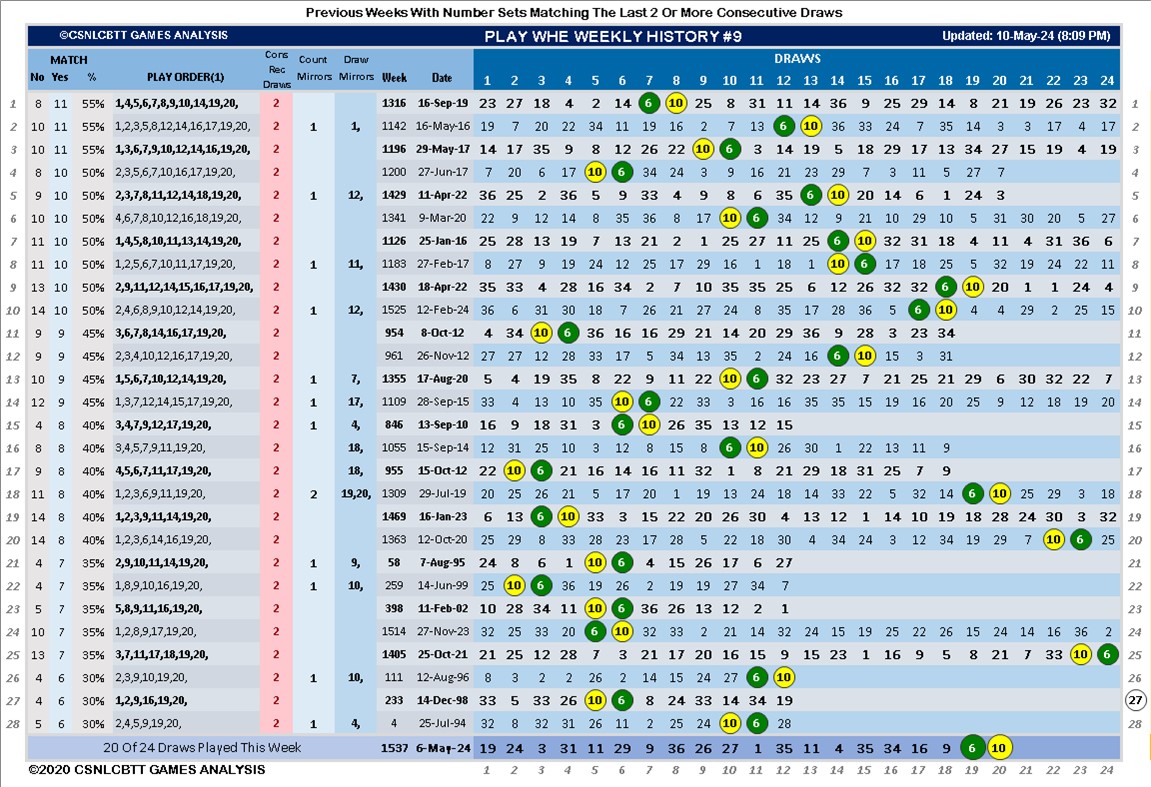 Previous Weeks With Number Sets Matching The Last 2 Or More Consecutive Draws
©CSNLCBTT GAMES ANALYSIS PLAY WHE WEEKLY HISTORY #9 Updated: 10-May-24 (8:09 PM)
MATCH Cons Count Draw DRAWS
No Yes % PLAY ORDER(1) Rec Draws Mirrors Mirrors Week Date 1 2 3 4 5 6 7 8 9 10 11 12 13 14 15 16 17 18 19 20 21 22 23 24
1 8 11 55% 1,4,5,6,7,8,9,10,14,19,20, 2 1316 16-Sep-19 23 27 18 4 2 14 6 10 25 8 31 11 14 36 9 25 29 14 8 21 19 26 23 32 1
2 10 11 55% 1,2,3,5,8,12,14,16,17,19,20, 2 1 1, 1142 16-May-16 19 7 20 22 34 11 19 16 2 7 13 6 10 36 33 24 7 35 14 3 3 17 4 17 2
3 10 11 55% 1,3,6,7,9,10,12,14,16,19,20, 2 1196 29-May-17 14 17 35 9 8 12 26 22 10 6 3 14 19 5 18 29 17 13 34 27 15 19 4 19 3
4 8 10 50% 2,3,5,6,7,10,16,17,19,20, 2 1200 27-Jun-17 7 20 6 17 10 6 34 24 3 9 16 21 23 29 7 3 11 5 27 7 4
5 9 10 50% 2,3,7,8,11,12,14,18,19,20, 2 1 12, 1429 11-Apr-22 36 25 2 36 5 9 33 4 9 8 6 35 6 10 20 14 6 1 24 3 5
6 10 10 50% 4,6,7,8,10,12,16,18,19,20, 2 1341 9-Mar-20 22 9 12 14 8 35 36 8 17 10 6 34 12 9 21 10 29 10 5 31 30 20 5 27 6
7 11 10 50% 1,4,5,8,10,11,13,14,19,20, 2 1126 25-Jan-16 25 28 13 19 7 13 21 2 1 25 27 11 25 6 10 32 31 18 4 11 4 31 36 6 7
8 11 10 50% 1,2,5,6,7,10,11,17,19,20, 2 1 11, 1183 27-Feb-17 8 27 9 19 24 12 25 17 29 16 1 18 1 10 6 17 18 25 5 32 19 24 22 11 8
9 13 10 50% 2,9,11,12,14,15,16,17,19,20, 2 1430 18-Apr-22 35 33 4 28 16 34 2 7 10 35 35 25 6 12 26 32 32 6 10 20 1 1 24 4 9
10 14 10 50% 2,4,6,8,9,10,12,14,19,20, 2 1 12, 1525 12-Feb-24 36 6 31 30 18 7 26 21 27 24 8 35 17 28 36 5 6 10 4 4 29 2 25 15 10
11 9 9 45% 3,6,7,8,14,16,17,19,20, 2 954 8-Oct-12 4 34 10 6 36 16 16 29 21 14 20 29 36 9 28 3 23 34 11
12 9 9 45% 2,3,4,10,12,16,17,19,20, 2 961 26-Nov-12 27 27 12 28 33 17 5 34 13 35 2 24 16 6 10 15 3 31 12
13 10 9 45% 1,5,6,7,10,12,14,19,20, 2 1 7, 1355 17-Aug-20 5 4 19 35 8 22 9 11 22 10 6 32 23 27 7 21 25 21 29 6 30 32 22 7 13
14 12 9 45% 1,3,7,12,14,15,17,19,20, 2 1 17, 1109 28-Sep-15 33 4 13 10 35 10 6 22 33 3 16 16 35 35 15 19 16 20 25 9 12 18 19 20 14
15 4 8 40% 3,4,7,9,12,17,19,20, 2 1 4, 846 13-Sep-10 16 9 18 31 3 6 10 26 35 13 12 15 15
16 8 8 40% 3,4,5,7,9,11,19,20, 2 18, 1055 15-Sep-14 12 31 25 10 3 12 8 15 8 6 10 26 30 1 22 13 11 9 16
17 9 8 40% 4,5,6,7,11,17,19,20, 2 18, 955 15-Oct-12 22 10 6 21 16 14 16 11 32 1 8 21 29 18 31 25 7 9 17
18 11 8 40% 1,2,3,6,9,11,19,20, 2 2 19,20, 1309 29-Jul-19 20 25 26 21 5 17 20 1 19 13 24 18 14 33 22 5 32 14 6 10 25 29 3 18 18
19 14 8 40% 1,2,3,9,11,14,19,20, 2 1469 16-Jan-23 6 13 6 10 33 3 15 22 20 26 30 4 13 12 1 14 10 19 18 28 24 30 3 32 19
20 14 8 40% 1,2,3,6,14,16,19,20, 2 1363 12-Oct-20 25 29 8 33 28 23 17 28 5 22 18 30 4 34 24 3 12 34 19 29 7 10 6 25 20
21 4 7 35% 2,9,10,11,14,19,20, 2 1 9, 58 7-Aug-95 24 8 6 1 10 6 4 15 26 17 6 27 21
22 4 7 35% 1,8,9,10,16,19,20, 2 1 10, 259 14-Jun-99 25 10 6 36 19 26 2 19 19 27 34 7 22
23 5 7 35% 5,8,9,11,16,19,20, 2 398 11-Feb-02 10 28 34 11 10 6 36 26 13 12 2 1 23
24 10 7 35% 1,2,8,9,17,19,20, 2 1514 27-Nov-23 32 25 33 20 6 10 32 33 2 21 14 32 24 15 19 25 22 26 15 24 14 16 36 2 24
25 13 7 35% 3,7,11,17,18,19,20, 2 1405 25-Oct-21 21 25 12 28 7 3 21 17 20 16 15 9 15 23 1 16 9 5 8 21 7 33 10 6 25
26 4 6 30% 2,3,9,10,19,20, 2 1 10, 111 12-Aug-96 8 3 2 2 26 2 14 15 24 27 6 10 26
27 4 6 30% 1,2,9,16,19,20, 2 233 14-Dec-98 33 5 33 26 10 6 8 24 33 14 34 19 27
28 5 6 30% 2,4,5,9,19,20, 2 1 4, 4 25-Jul-94 32 8 32 31 26 11 2 25 24 10 6 28 28
20 Of 24 Draws Played This Week 1537 6-May-24 19 24 3 31 11 29 9 36 26 27 1 35 11 4 35 34 16 9 6 10
©2020 CSNLCBTT GAMES ANALYSIS 1 2 3 4 5 6 7 8 9 10 11 12 13 14 15 16 17 18 19 20 21 22 23 24